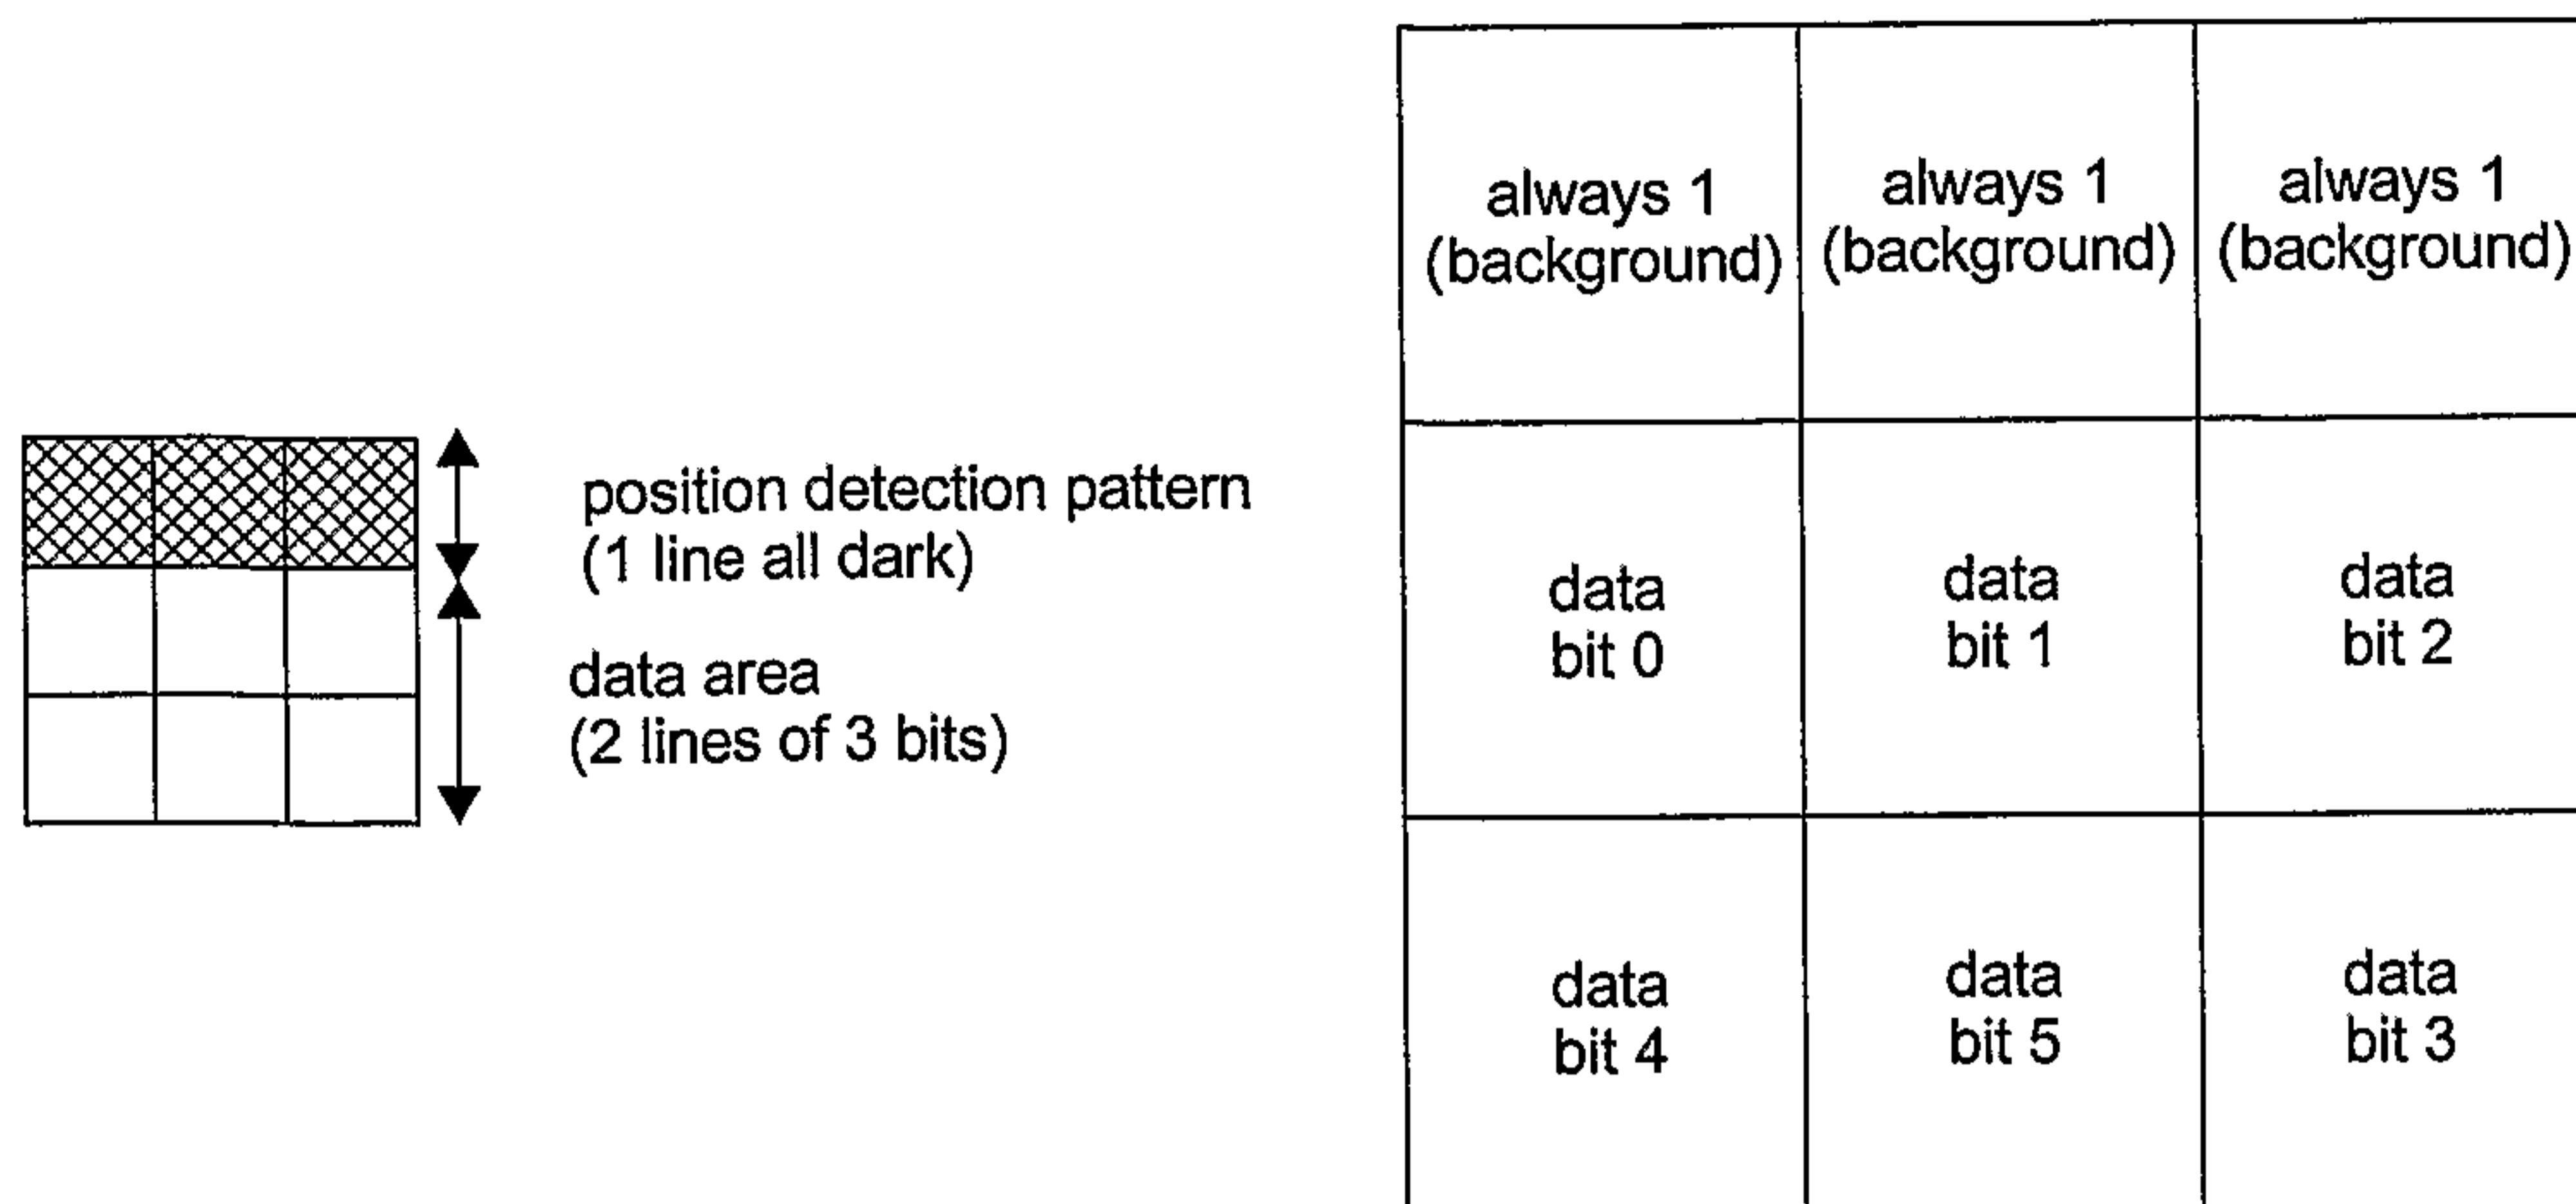 position detection pattern
(1 line all dark)
data area
(2 lines of 3 bits)
always 1
(background)
always 1
(background)
always 1
(background)
data
bit 0
data
bit 1
data
bit 2
data
bit 4
data
bit 5
data
bit 3